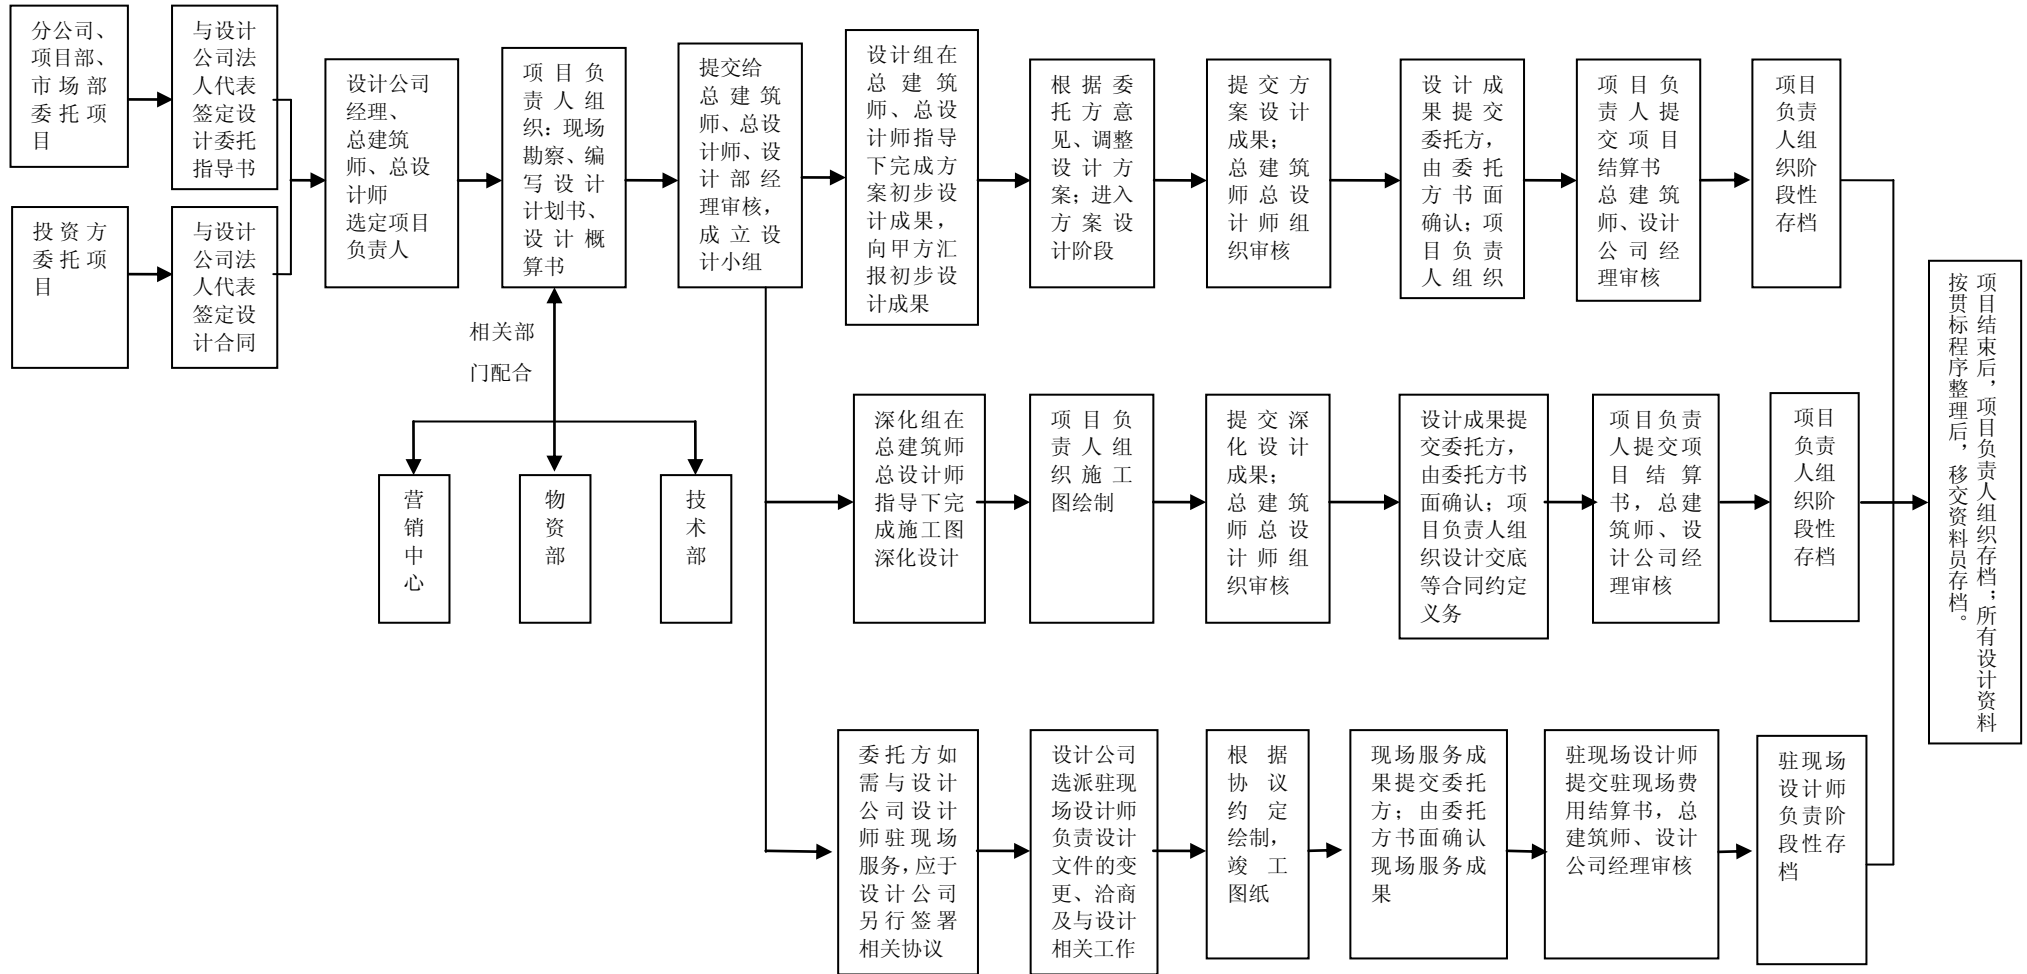 分公司、
项目部、
市场部
委托项
目
与设计
公司法
人代表
签定设
计委托
指导书
投资方
委托项
目
与设计
公司法
人代表
签定设
计合同
设计公司
经理、
总建筑
师、总设
计师
选定项目
负责人
项目负
责人组
织：现场
勘察、编
写设计
计划书、
设计概
算书
相关部
门配合
营
销
中
心
物
资
部
技
术
部
提交给
总建筑
师、总设
计师、设
计部经
理审核，
成立设
计小组
设计组在
总建筑
师、总设
计师指导
下完成方
案初步设
计成果，
向甲方汇
报初步设
计成果
根据委
托方意
见、调整
设计方
案；进入
方案设
计阶段
提交方
案设计
成果；
总建筑
师总设
计师组
织审核
设计成
果提交
委托方，
由委托
方书面
确认；项
目负责
人组织
项目负
责人提
交项目
结算书
总建筑
师、设计
公司经
理审核
项目
负责
人组
织阶
段性
存档
深化组在
总建筑师
总设计师
指导下完
成施工图
深化设计
项目负
责人组
织施工
图绘制
提交深
化设计
成果；
总建筑
师总设
计师组
织审核
设计成果提
交委托方，
由委托方书
面确认；项
目负责人组
织设计交底
等合同约定
义务
项目负责
人提交项
目结算
书，总建
筑师、设
计公司经
理审核
项目
负责
人组
织阶
段性
存档
委托方如
需与设计
公司设计
师驻现场
服务，应于
设计公司
另行签署
相关协议
设计公司
选派驻现
场设计师
负责设计
文件的变
更、洽商
及与设计
相关工作
根据
协议
约定
绘制，
竣工
图纸
现场服务成
果提交委托
方；由委托
方书面确认
现场服务成
果
驻现场设计师
提交驻现场费
用结算书，总
建筑师、设计
公司经理审核
驻现场
设计师
负责阶
段性存
档
项目结束后，项目负责人组织存档；所有设计资料
按贯标程序整理后，移交资料员存档。